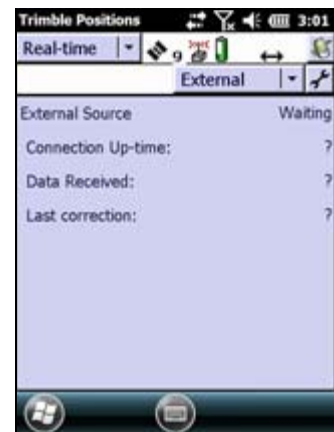 Trimble Positions 3:01
Real-time 9
External
External Source Waiting
Connection Up-time: ?
Data Received: ?
Last correction: ?